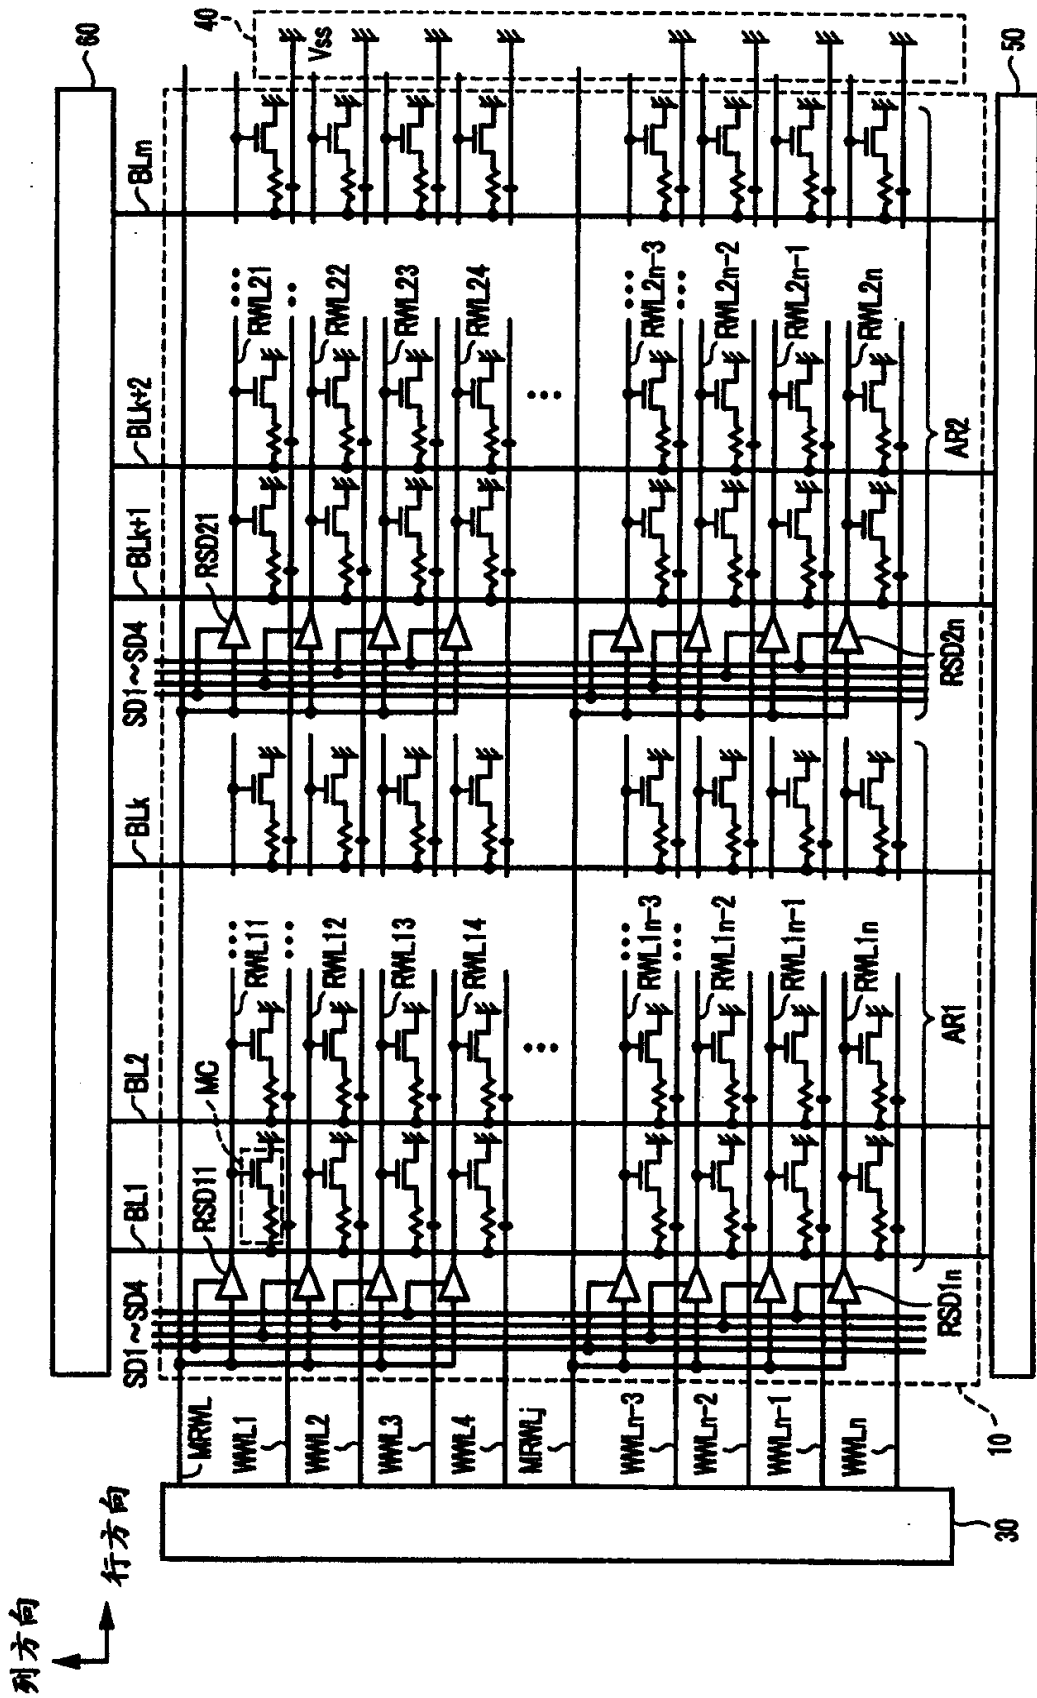 列方向
行方向
60
40
Vss
50
SD1~SD4
BL1
BL2
BLk
SD1~SD4
BLk+1
BLk+2
BLm
RSD11
MC
RSD21
MRWL
WWL1
WWL2
WWL3
WWL4
MRWLj
WWLn-3
WWLn-2
WWLn-1
WWLn
RWL11
RWL12
RWL13
RWL14
RWL1n-3
RWL1n-2
RWL1n-1
RWL1n
RWL21
RWL22
RWL23
RWL24
RWL2n-3
RWL2n-2
RWL2n-1
RWL2n
RSD1n
RSD2n
AR1
AR2
10
30